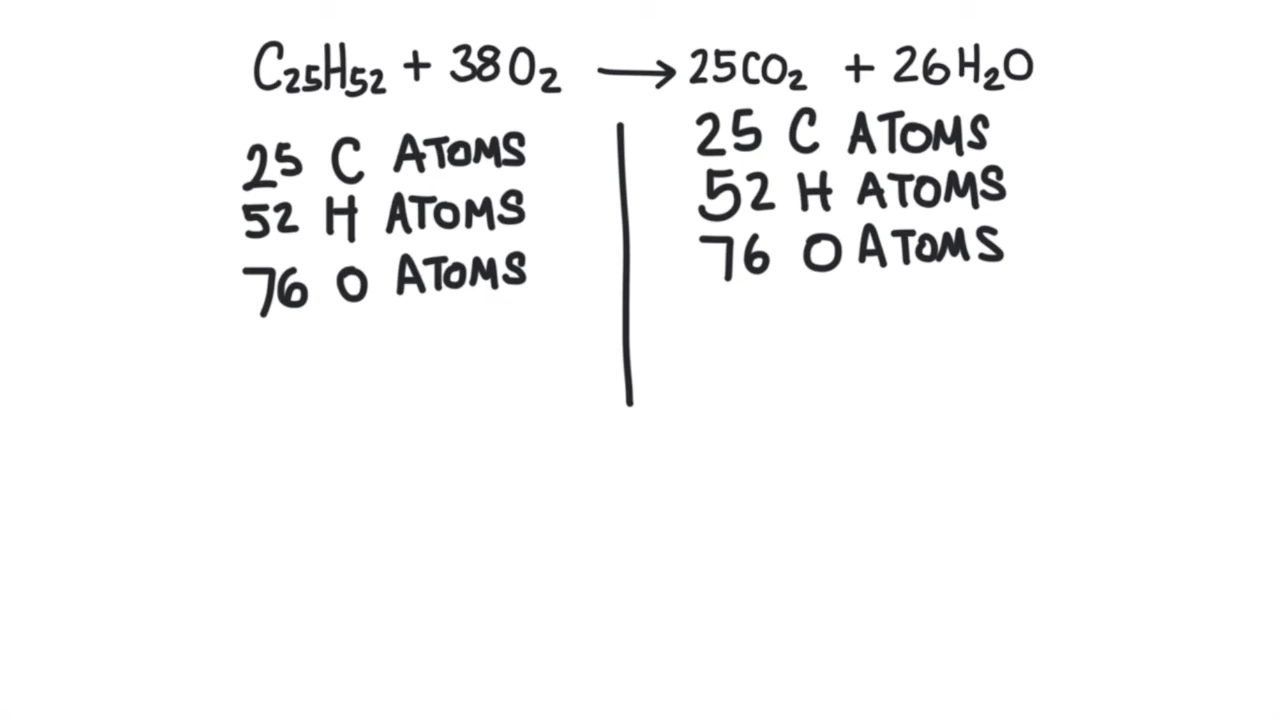 C₂₅H₅₂ + 38O₂ → 25CO₂ + 26H₂O
25 C ATOMS
52 H ATOMS
76 O ATOMS
25 C ATOMS
52 H ATOMS
76 O ATOMS